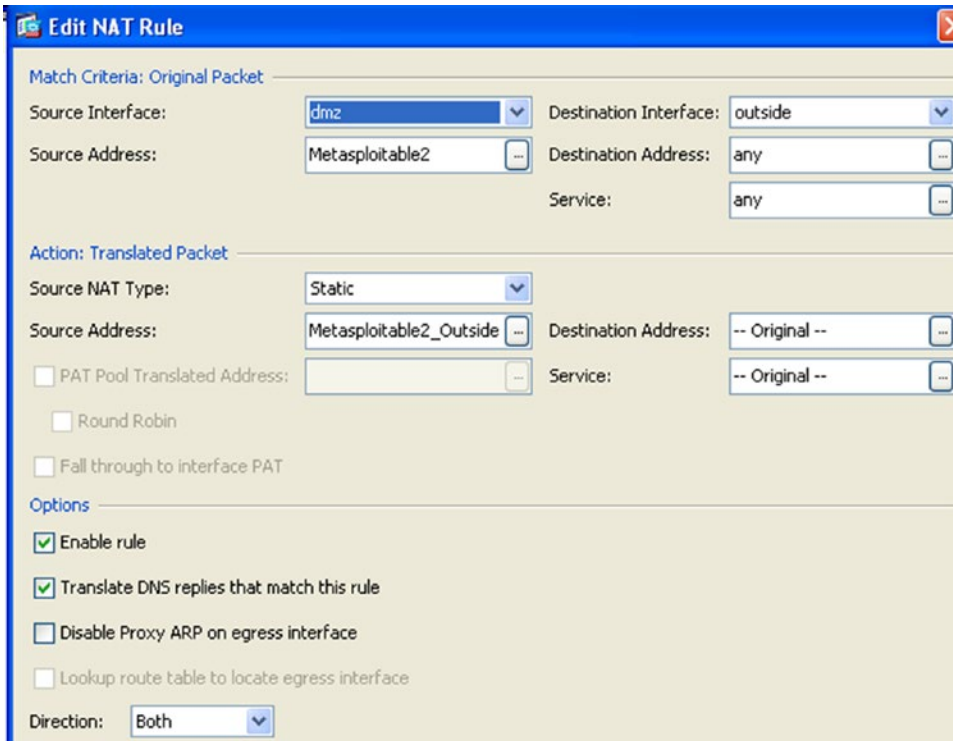 Edit NAT Rule
Match Criteria: Original Packet
Source Interface: dmz Destination Interface: outside
Source Address: Metasploitable2 ... Destination Address: any ...
Service: any ...
Action: Translated Packet
Source NAT Type: Static
Source Address: Metasploitable2_Outside ... Destination Address: -- Original -- ...
PAT Pool Translated Address: ... Service: -- Original -- ...
Round Robin
Fall through to interface PAT
Options
Enable rule
Translate DNS replies that match this rule
Disable Proxy ARP on egress interface
Lookup route table to locate egress interface
Direction: Both